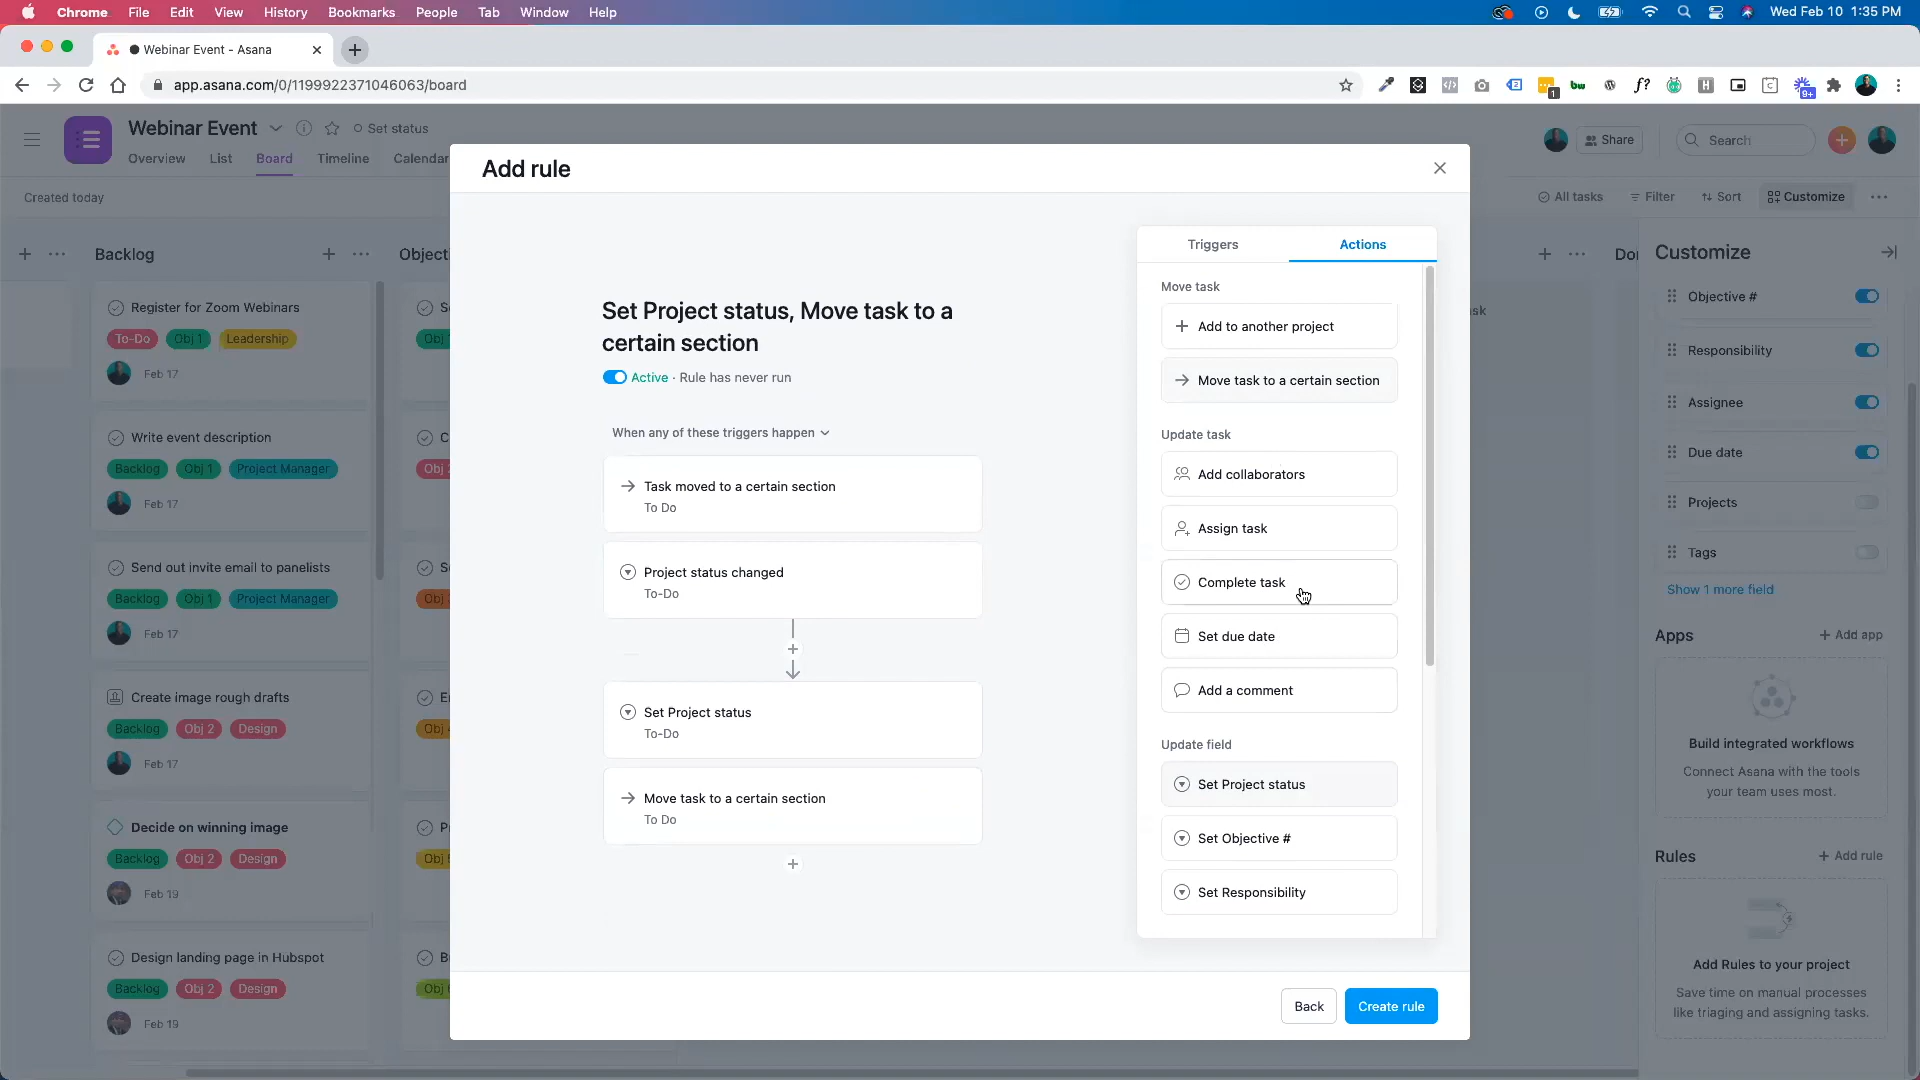 Chrome File Edit View History Bookmarks People Tab Window Help
Wed Feb 10 1:35 PM
Webinar Event - Asana
app.asana.com/0/1199922371046063/board
Webinar Event
Set status
Overview List Board Timeline Calendar
Share
Search
Created today
All tasks Filter Sort Customize
Backlog
Register for Zoom Webinars
To-Do Obj 1 Leadership
Feb 17
Write event description
Backlog Obj 1 Project Manager
Feb 17
Send out invite email to panelists
Backlog Obj 1 Project Manager
Feb 17
Create image rough drafts
Backlog Obj 2 Design
Feb 17
Decide on winning image
Backlog Obj 2 Design
Feb 19
Design landing page in Hubspot
Backlog Obj 2 Design
Feb 19
Add rule
Set Project status, Move task to a
certain section
Active · Rule has never run
When any of these triggers happen
Task moved to a certain section
To Do
Project status changed
To-Do
Set Project status
To-Do
Move task to a certain section
To Do
Triggers Actions
Move task
Add to another project
Move task to a certain section
Update task
Add collaborators
Assign task
Complete task
Set due date
Add a comment
Update field
Set Project status
Set Objective #
Set Responsibility
Back
Create rule
Customize
Objective #
Responsibility
Assignee
Due date
Projects
Tags
Show 1 more field
Apps
+ Add app
Build integrated workflows
Connect Asana with the tools
your team uses most.
Rules
+ Add rule
Add Rules to your project
Save time on manual processes
like triaging and assigning tasks.